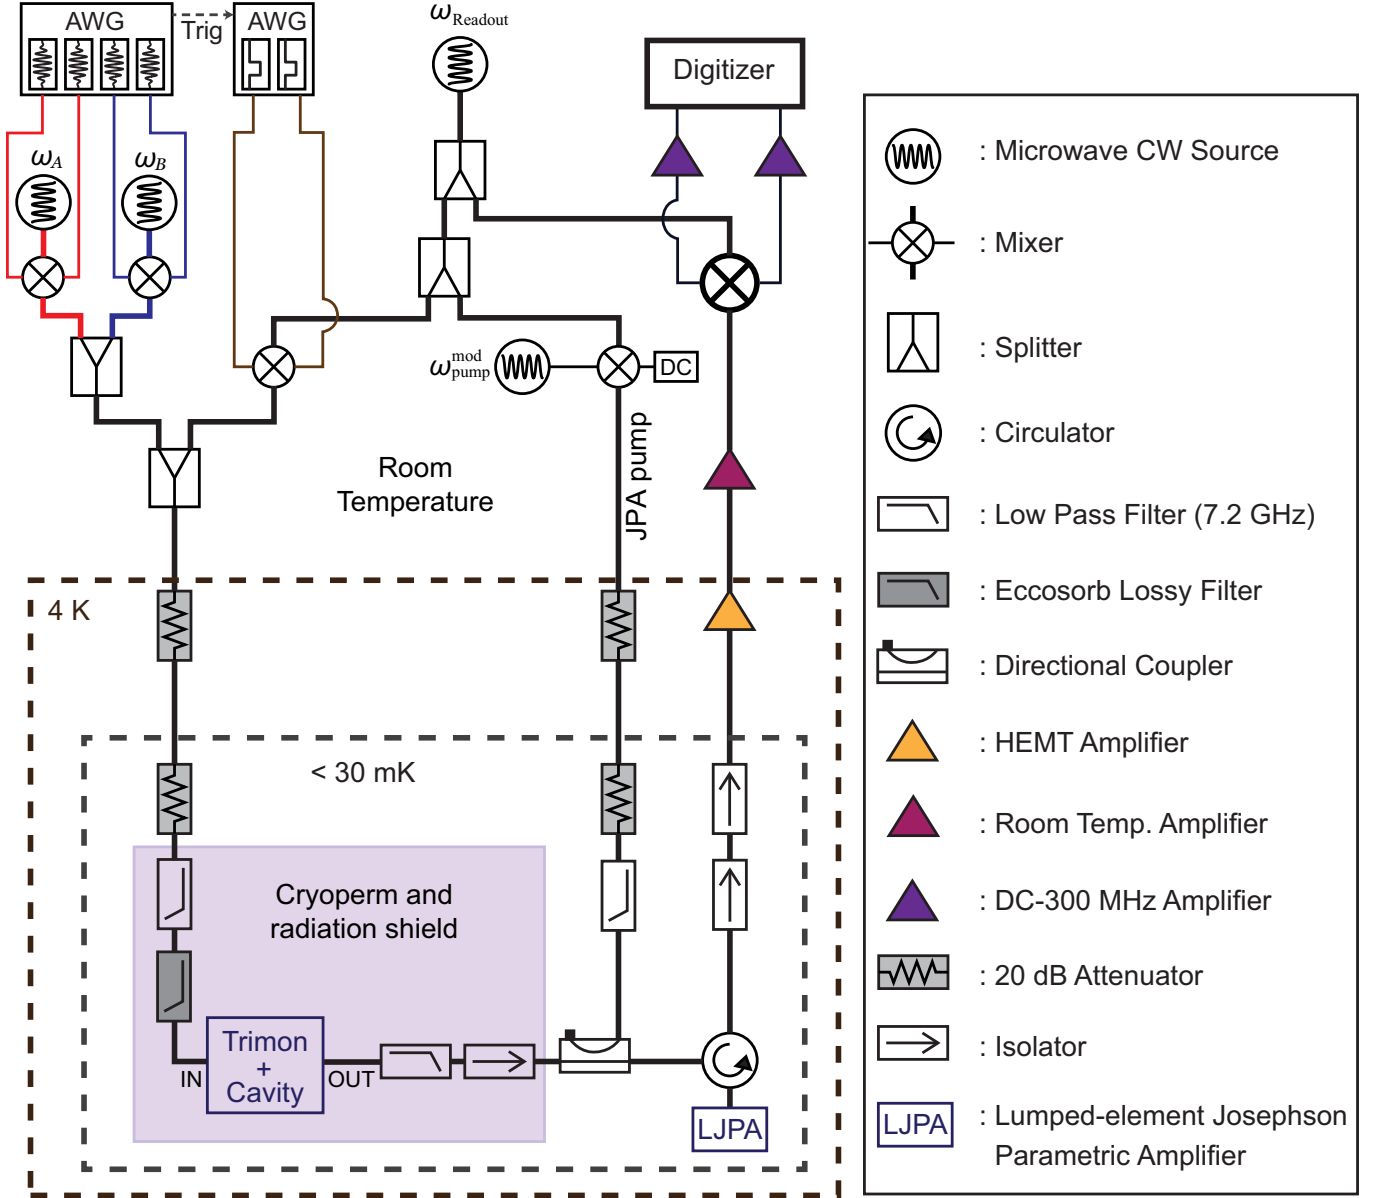 AWG
Trig
AWG
ωReadout
Digitizer
ωA
ωB
ωpump^mod
DC
JPA pump
Room
Temperature
4 K
< 30 mK
Cryoperm and
radiation shield
Trimon
+
Cavity
IN
OUT
LJPA
: Microwave CW Source
: Mixer
: Splitter
: Circulator
: Low Pass Filter (7.2 GHz)
: Eccosorb Lossy Filter
: Directional Coupler
: HEMT Amplifier
: Room Temp. Amplifier
: DC-300 MHz Amplifier
: 20 dB Attenuator
: Isolator
LJPA
: Lumped-element Josephson
Parametric Amplifier